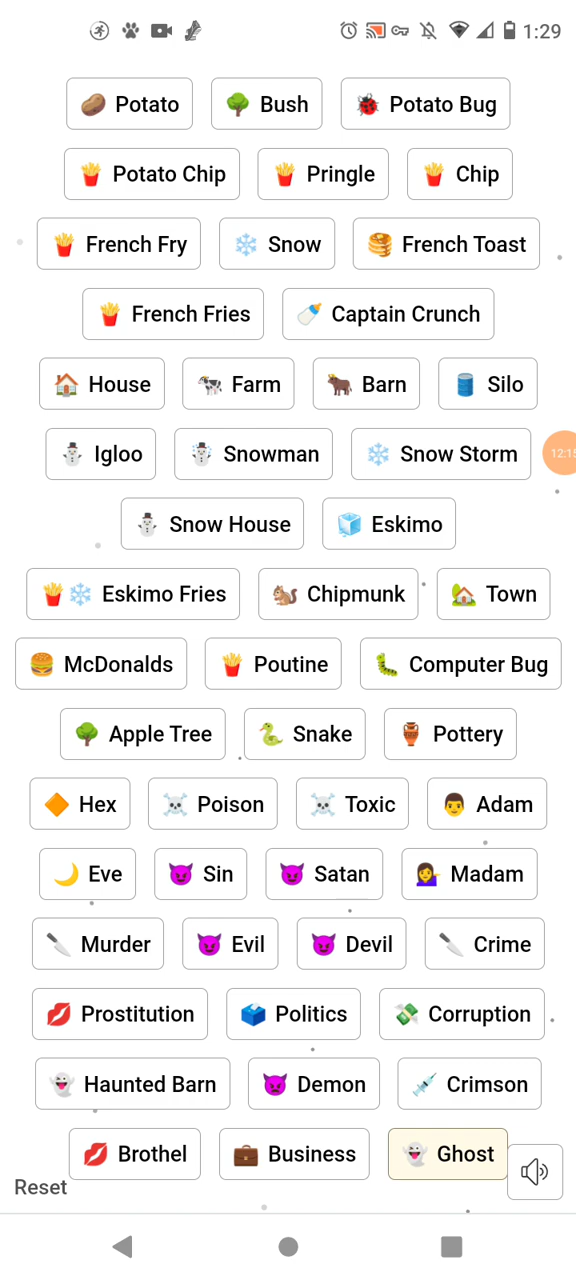 1:29
Potato Bush Potato Bug
Potato Chip Pringle Chip
French Fry Snow French Toast
French Fries Captain Crunch
House Farm Barn Silo
Igloo Snowman Snow Storm
12:15
Snow House Eskimo
Eskimo Fries Chipmunk Town
McDonalds Poutine Computer Bug
Apple Tree Snake Pottery
Hex Poison Toxic Adam
Eve Sin Satan Madam
Murder Evil Devil Crime
Prostitution Politics Corruption
Haunted Barn Demon Crimson
Brothel Business Ghost
Reset